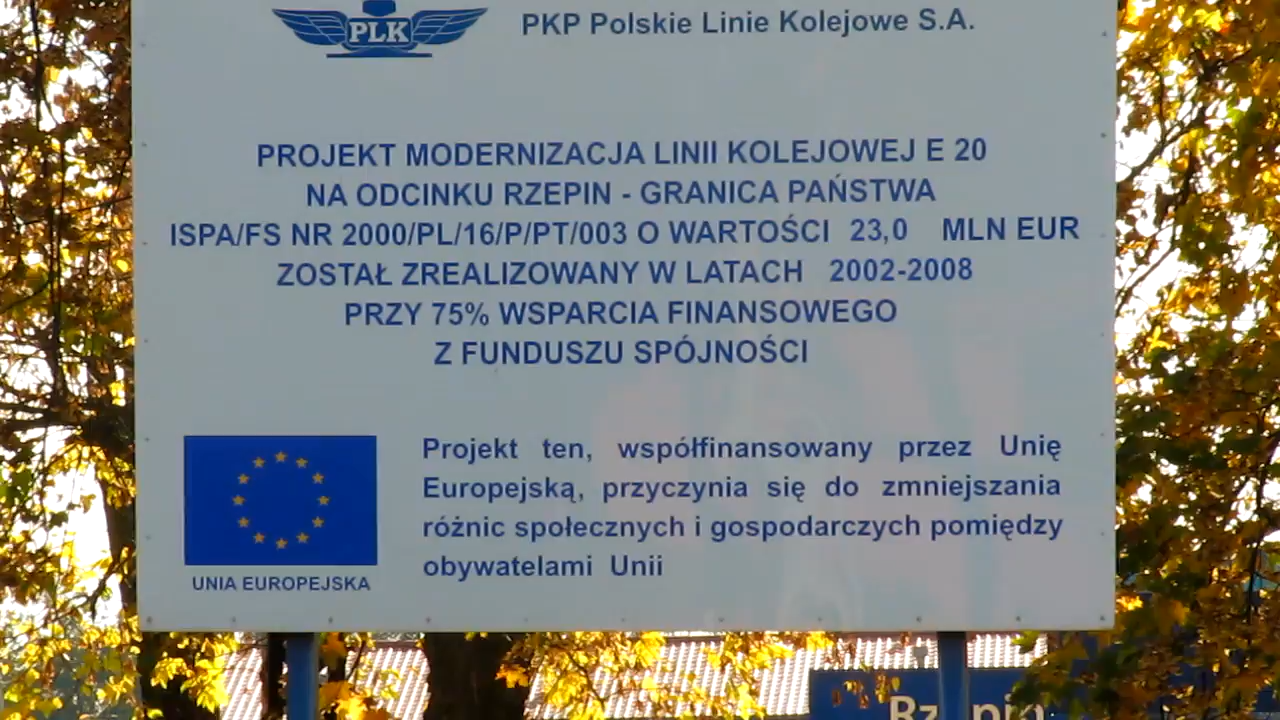 PLK
PKP Polskie Linie Kolejowe S.A.
PROJEKT MODERNIZACJA LINII KOLEJOWEJ E 20
NA ODCINKU RZEPIN - GRANICA PAŃSTWA
ISPA/FS NR 2000/PL/16/P/PT/003 O WARTOŚCI 23,0 MLN EUR
ZOSTAŁ ZREALIZOWANY W LATACH 2002-2008
PRZY 75% WSPARCIA FINANSOWEGO
Z FUNDUSZU SPÓJNOŚCI
Projekt ten, współfinansowany przez Unię
Europejską, przyczynia się do zmniejszania
różnic społecznych i gospodarczych pomiędzy
obywatelami Unii
UNIA EUROPEJSKA
Rzepin